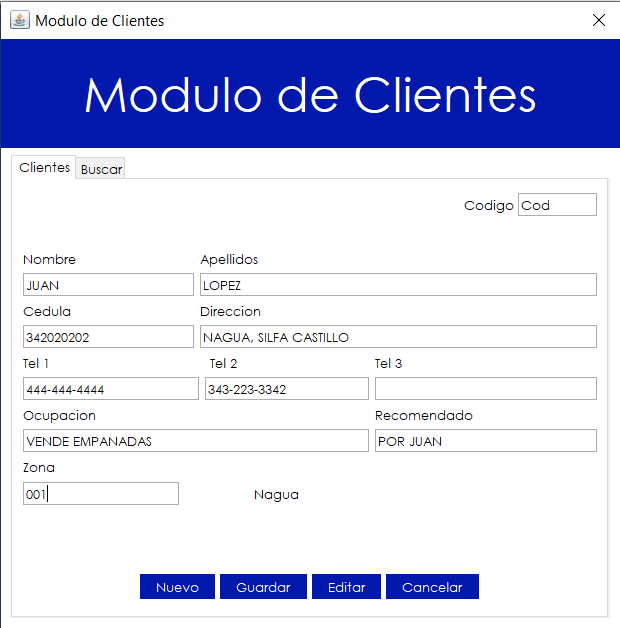 Modulo de Clientes
Modulo de Clientes
Clientes Buscar
Codigo Cod
Nombre Apellidos
JUAN LOPEZ
Cedula Direccion
342020202 NAGUA, SILFA CASTILLO
Tel 1 Tel 2 Tel 3
444-444-4444 343-223-3342
Ocupacion Recomendado
VENDE EMPANADAS POR JUAN
Zona
001 Nagua
Nuevo Guardar Editar Cancelar